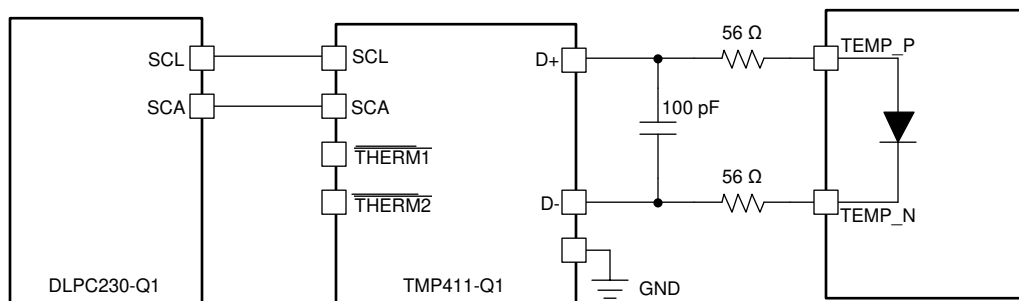 56 Ω
TEMP_P
SCL
SCL
D+
SCA
SCA
100 pF
THERM1
56 Ω
THERM2
D-
TEMP_N
DLPC230-Q1
TMP411-Q1
GND